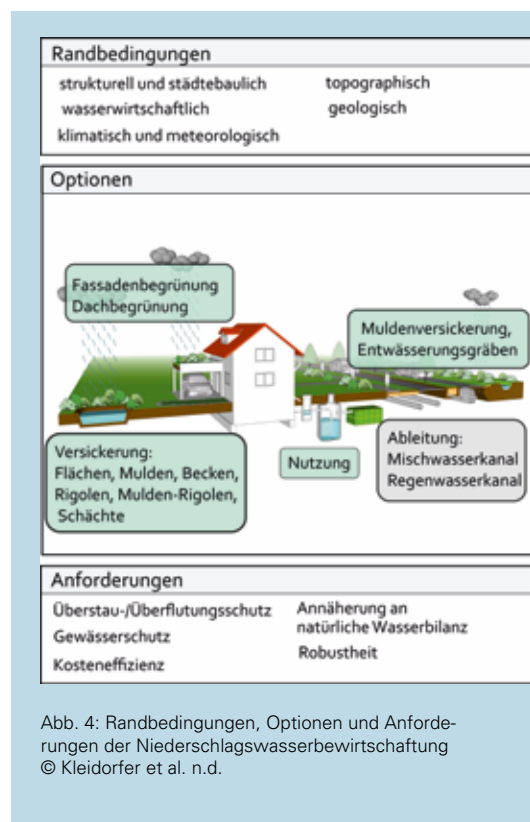 Randbedingungen
strukturell und städtebaulich
topographisch
wasserwirtschaftlich
geologisch
klimatisch und meteorologisch
Optionen
Fassadenbegrünung
Dachbegrünung
Muldenversickerung,
Entwässerungsgräben
Versickerung:
Flächen, Mulden, Becken,
Rigolen, Mulden-Rigolen,
Schächte
Nutzung
Ableitung:
Mischwasserkanal
Regenwasserkanal
Anforderungen
Überstau-/Überflutungsschutz
Gewässerschutz
Kosteneffizienz
Annäherung an
natürliche Wasserbilanz
Robustheit
Abb. 4: Randbedingungen, Optionen und Anforde-
rungen der Niederschlagswasserbewirtschaftung
© Kleidorfer et al. n.d.